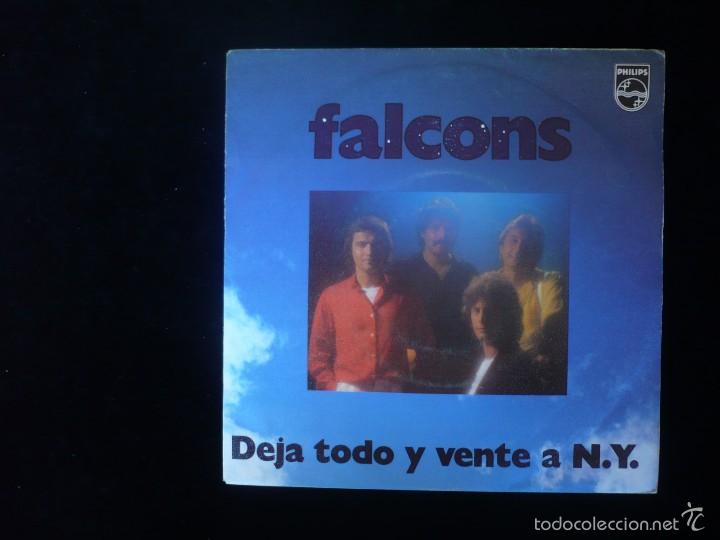 PHILIPS
falcons
Deja todo y vente a N.Y.
todocoleccion.net